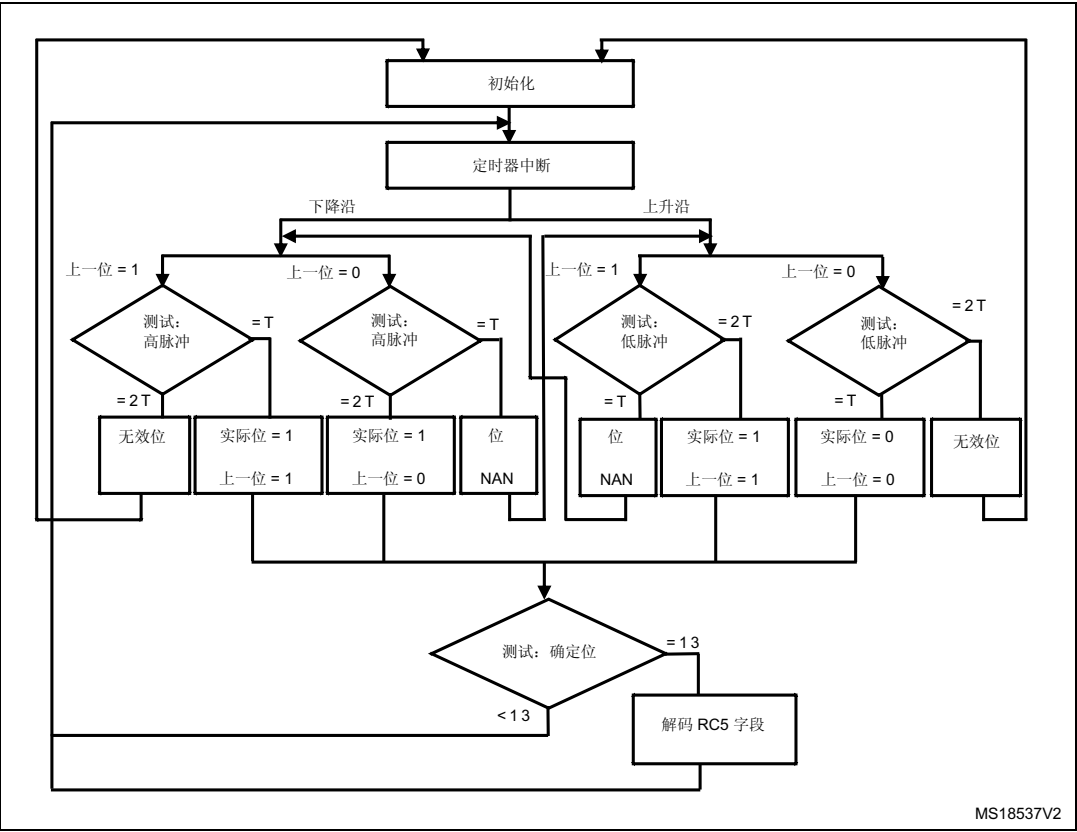 初始化
定时器中断
下降沿
上升沿
上一位 = 1
上一位 = 0
上一位 = 1
上一位 = 0
测试：
高脉冲
= T
测试：
高脉冲
= T
测试：
低脉冲
= 2 T
测试：
低脉冲
= 2 T
= 2 T
= 2 T
= T
= T
无效位
实际位 = 1
上一位 = 1
实际位 = 1
上一位 = 0
位
NAN
位
NAN
实际位 = 1
上一位 = 1
实际位 = 0
上一位 = 0
无效位
测试：确定位
= 1 3
< 1 3
解码 RC5 字段
MS18537V2